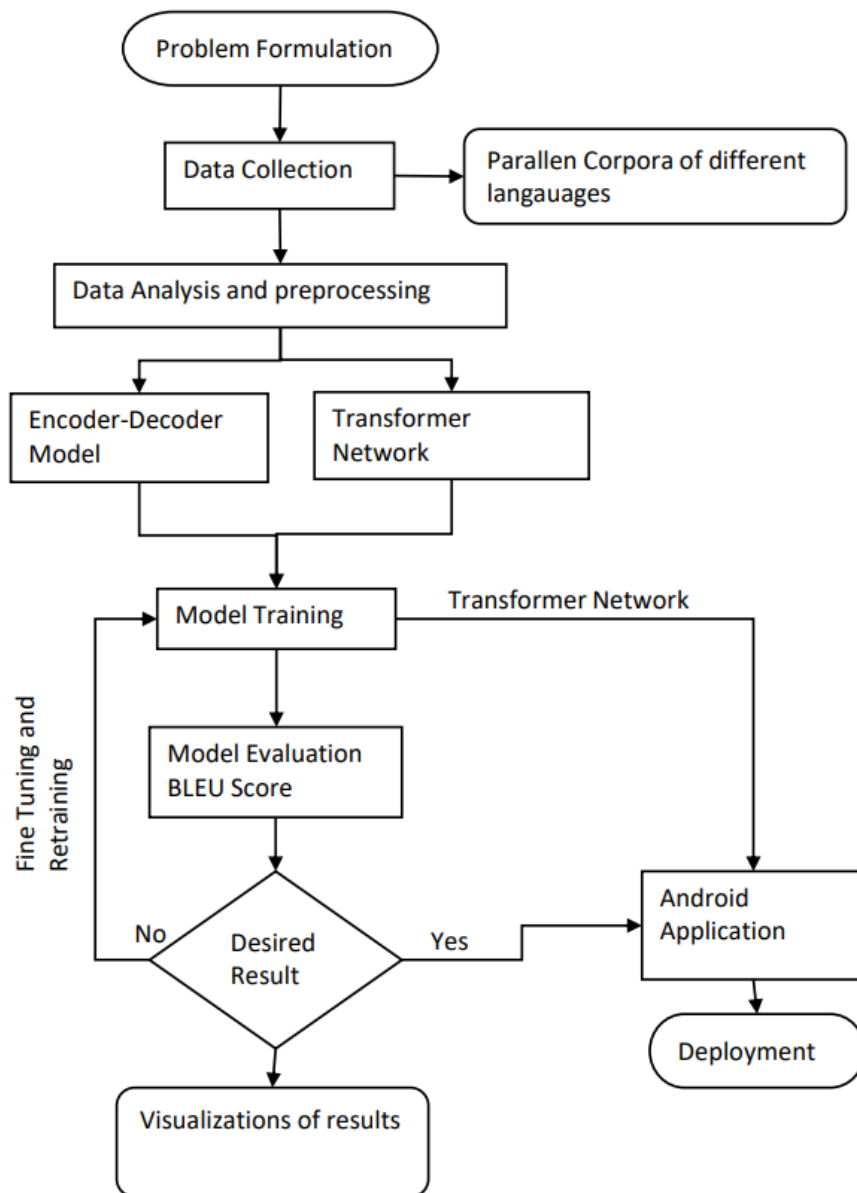 Problem Formulation
Data Collection
Parallen Corpora of different
langauages
Data Analysis and preprocessing
Encoder-Decoder
Model
Transformer
Network
Model Training
Transformer Network
Fine Tuning and
Retraining
Model Evaluation
BLEU Score
No
Desired
Result
Yes
Android
Application
Deployment
Visualizations of results